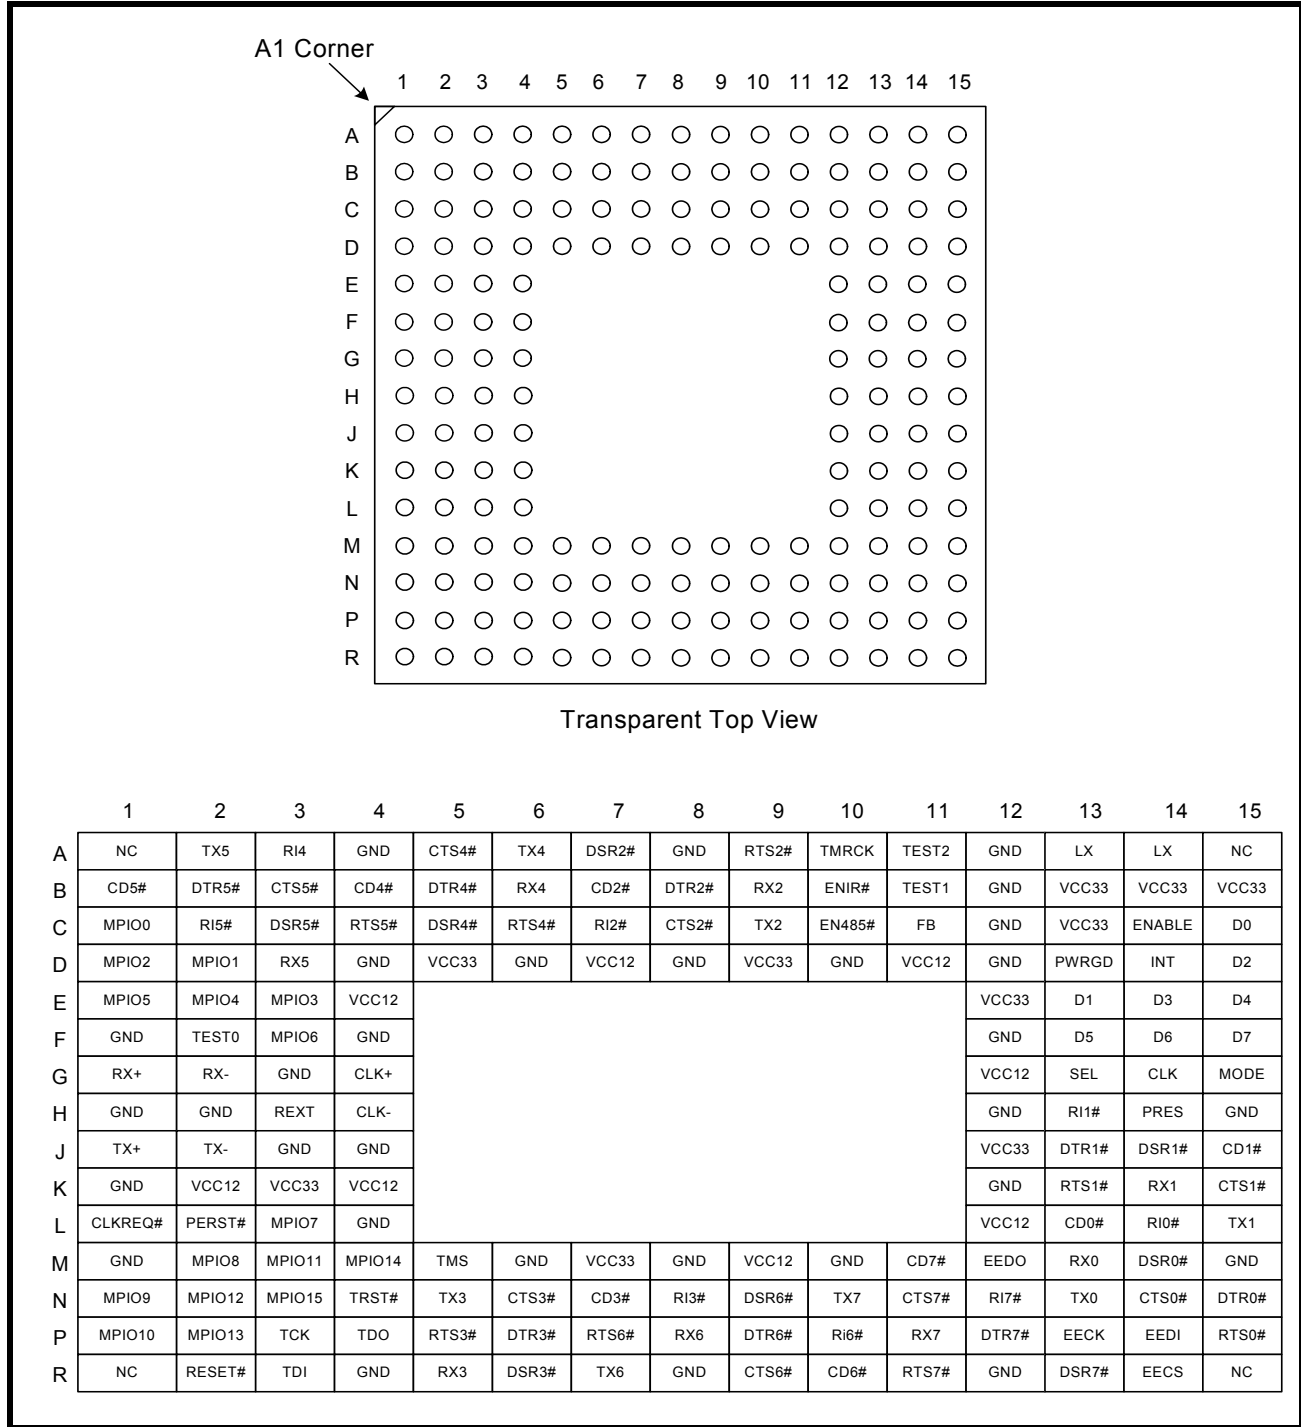 A1 Corner
1 2 3 4 5 6 7 8 9 10 11 12 13 14 15
A
B
C
D
E
F
G
H
J
K
L
M
N
P
R
Transparent Top View
1 2 3 4 5 6 7 8 9 10 11 12 13 14 15
A NC TX5 RI4 GND CTS4# TX4 DSR2# GND RTS2# TMRCK TEST2 GND LX LX NC
B CD5# DTR5# CTS5# CD4# DTR4# RX4 CD2# DTR2# RX2 ENIR# TEST1 GND VCC33 VCC33 VCC33
C MPIO0 RI5# DSR5# RTS5# DSR4# RTS4# RI2# CTS2# TX2 EN485# FB GND VCC33 ENABLE D0
D MPIO2 MPIO1 RX5 GND VCC33 GND VCC12 GND VCC33 GND VCC12 GND PWRGD INT D2
E MPIO5 MPIO4 MPIO3 VCC12 VCC33 D1 D3 D4
F GND TEST0 MPIO6 GND GND D5 D6 D7
G RX+ RX- GND CLK+ VCC12 SEL CLK MODE
H GND GND REXT CLK- GND RI1# PRES GND
J TX+ TX- GND GND VCC33 DTR1# DSR1# CD1#
K GND VCC12 VCC33 VCC12 GND RTS1# RX1 CTS1#
L CLKREQ# PERST# MPIO7 GND VCC12 CD0# RI0# TX1
M GND MPIO8 MPIO11 MPIO14 TMS GND VCC33 GND VCC12 GND CD7# EEDO RX0 DSR0# GND
N MPIO9 MPIO12 MPIO15 TRST# TX3 CTS3# CD3# RI3# DSR6# TX7 CTS7# RI7# TX0 CTS0# DTR0#
P MPIO10 MPIO13 TCK TDO RTS3# DTR3# RTS6# RX6 DTR6# Ri6# RX7 DTR7# EECK EEDI RTS0#
R NC RESET# TDI GND RX3 DSR3# TX6 GND CTS6# CD6# RTS7# GND DSR7# EECS NC